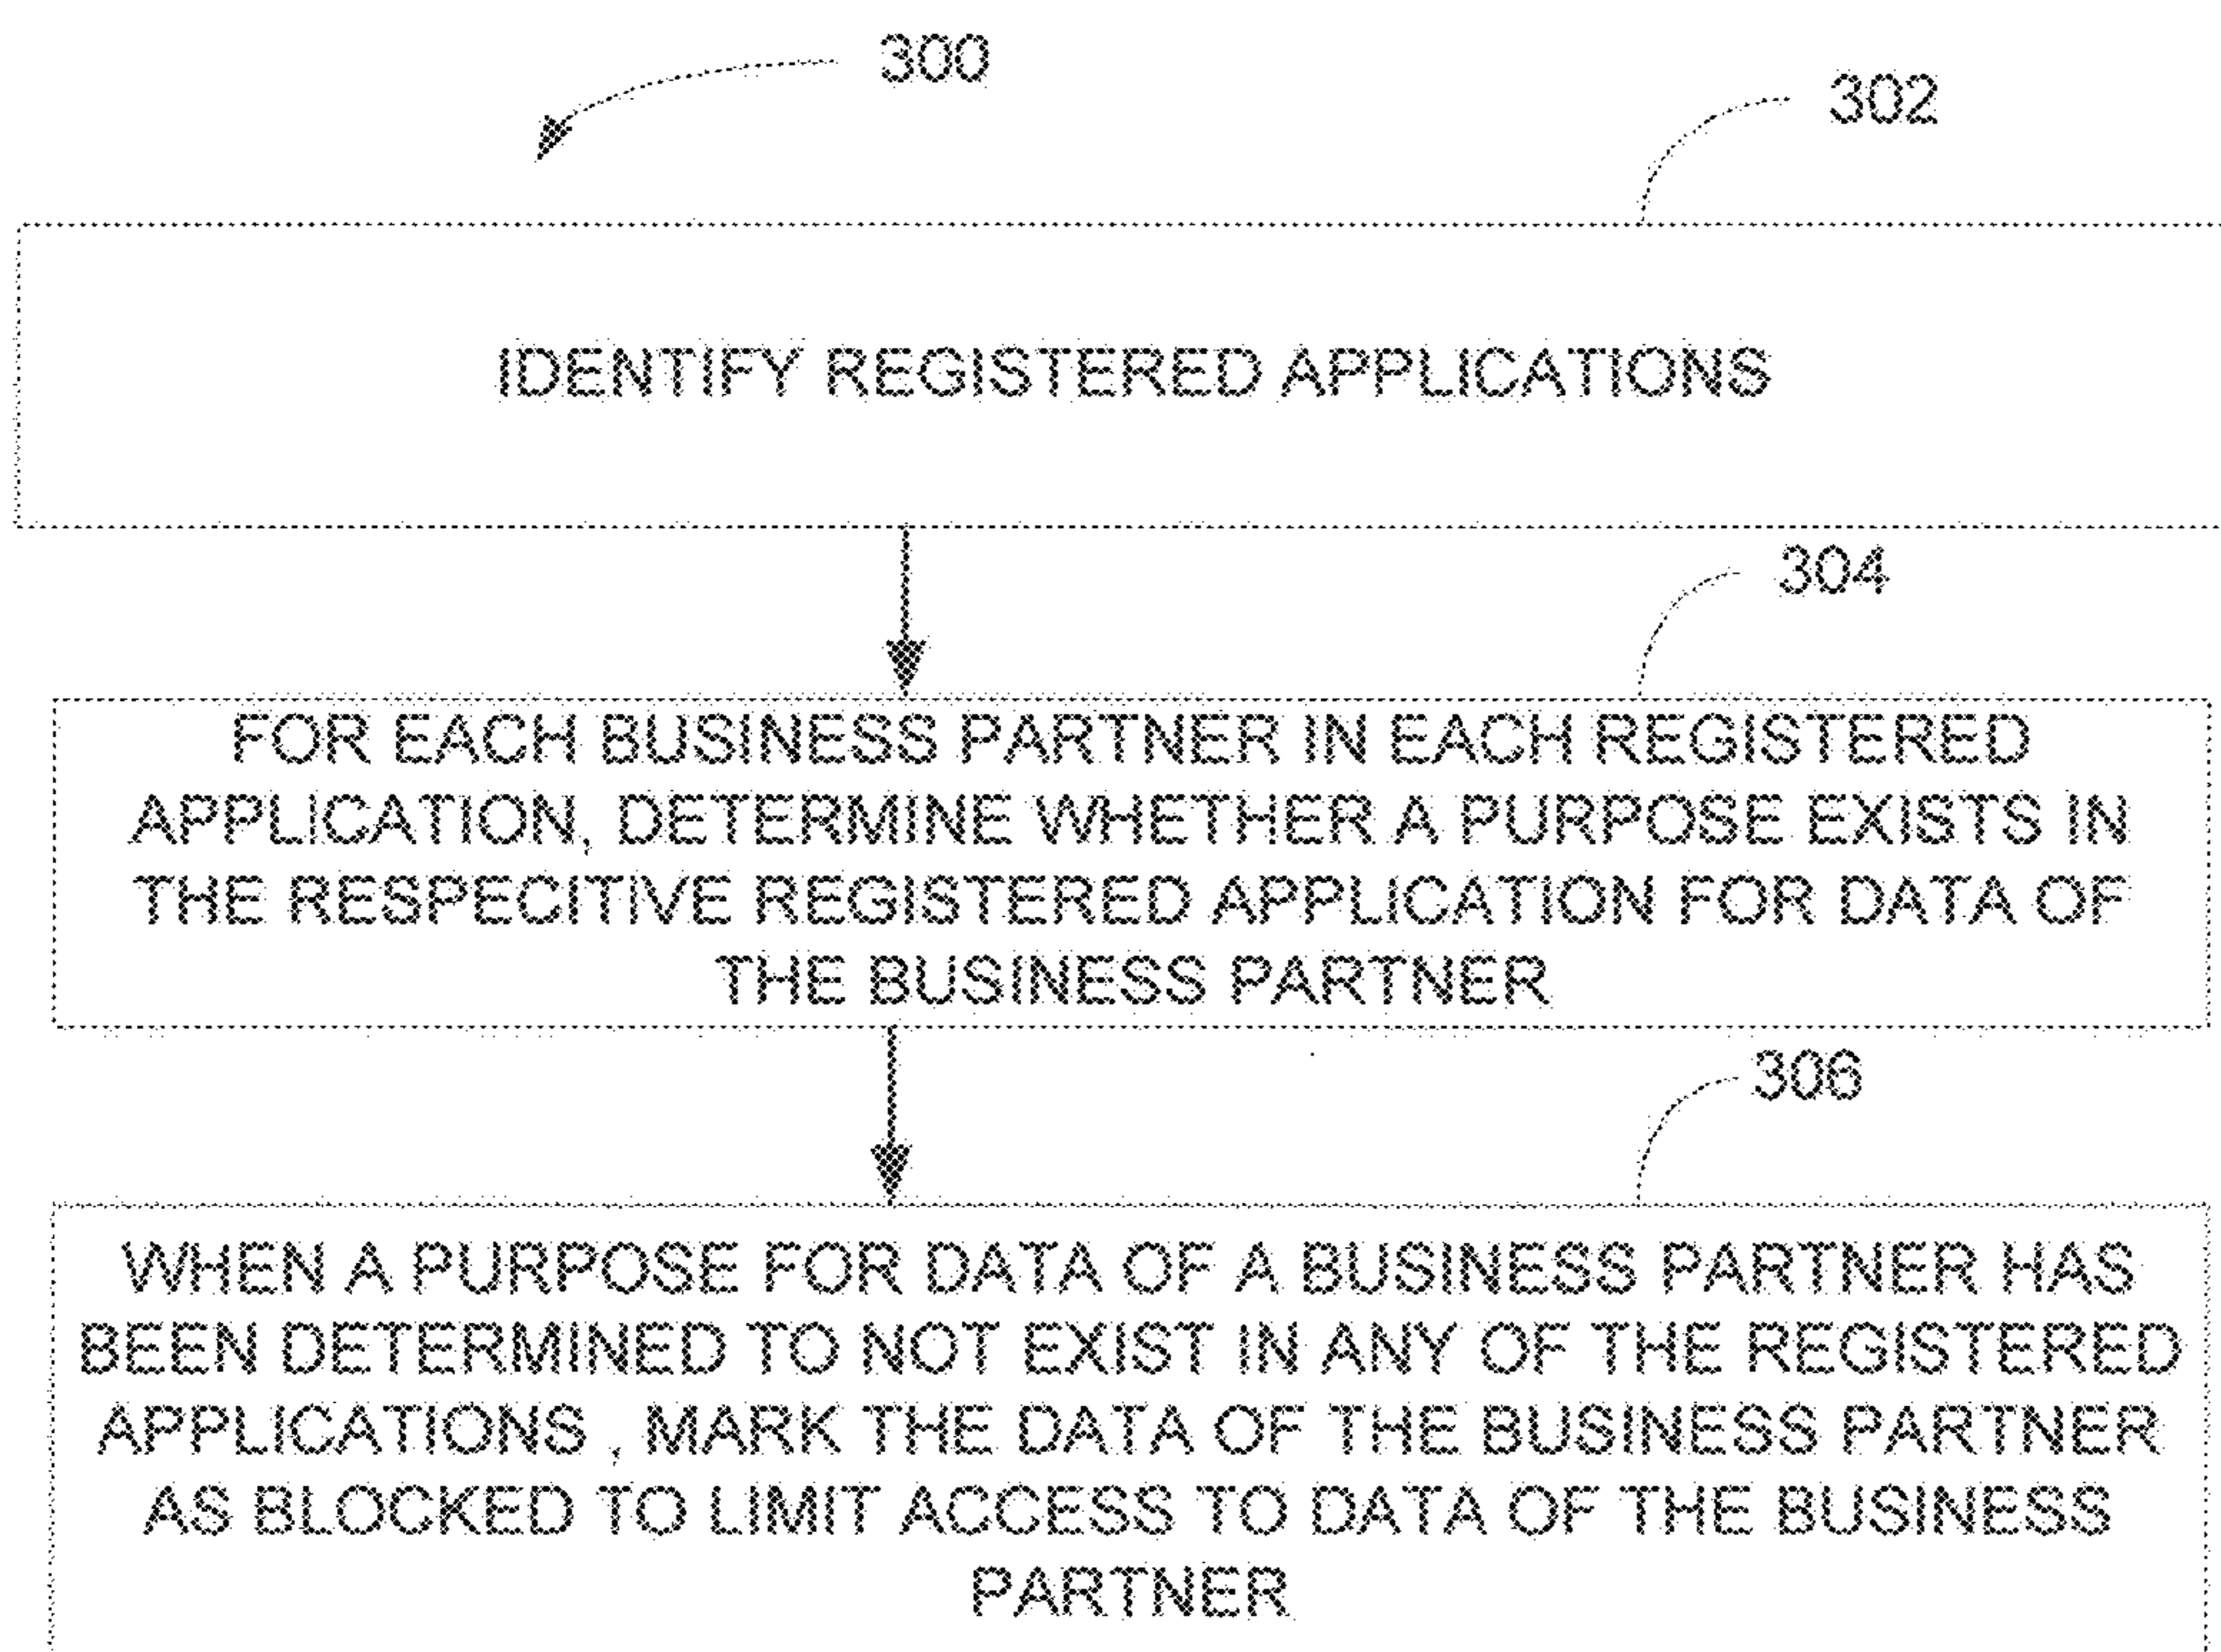 300
302
IDENTIFY REGISTERED APPLICATIONS
304
FOR EACH BUSINESS PARTNER IN EACH REGISTERED
APPLICATION, DETERMINE WHETHER A PURPOSE EXISTS IN
THE RESPECITIVE REGISTERED APPLICATION FOR DATA OF
THE BUSINESS PARTNER
306
WHEN A PURPOSE FOR DATA OF A BUSINESS PARTNER HAS
BEEN DETERMINED TO NOT EXIST IN ANY OF THE REGISTERED
APPLICATIONS , MARK THE DATA OF THE BUSINESS PARTNER
AS BLOCKED TO LIMIT ACCESS TO DATA OF THE BUSINESS
PARTNER